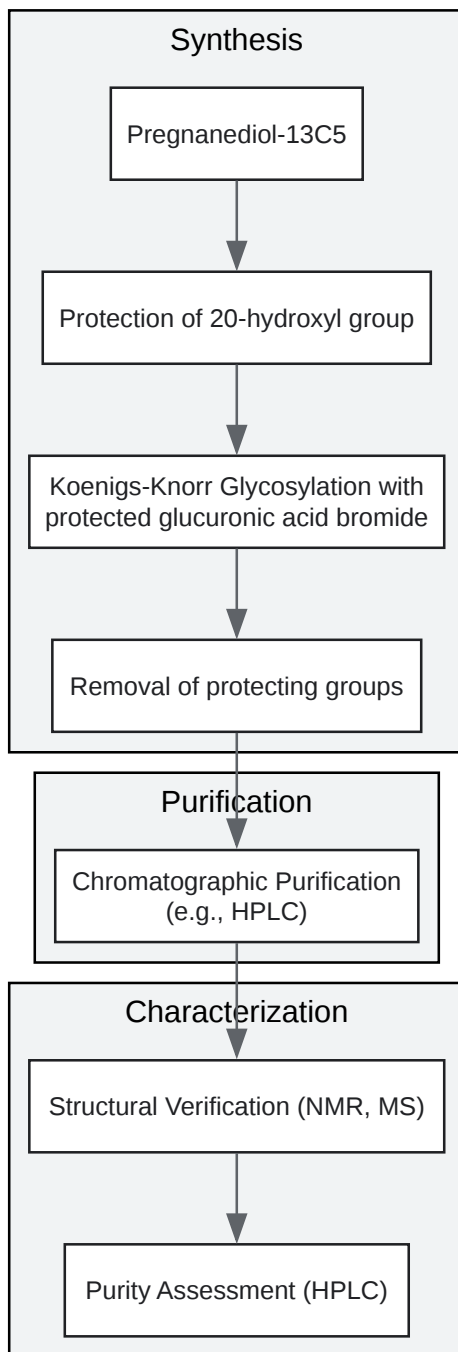 Synthesis
Pregnanediol-13C5
Protection of 20-hydroxyl group
Koenigs-Knorr Glycosylation with
protected glucuronic acid bromide
Removal of protecting groups
Purification
Chromatographic Purification
(e.g., HPLC)
Characterization
Structural Verification (NMR, MS)
Purity Assessment (HPLC)